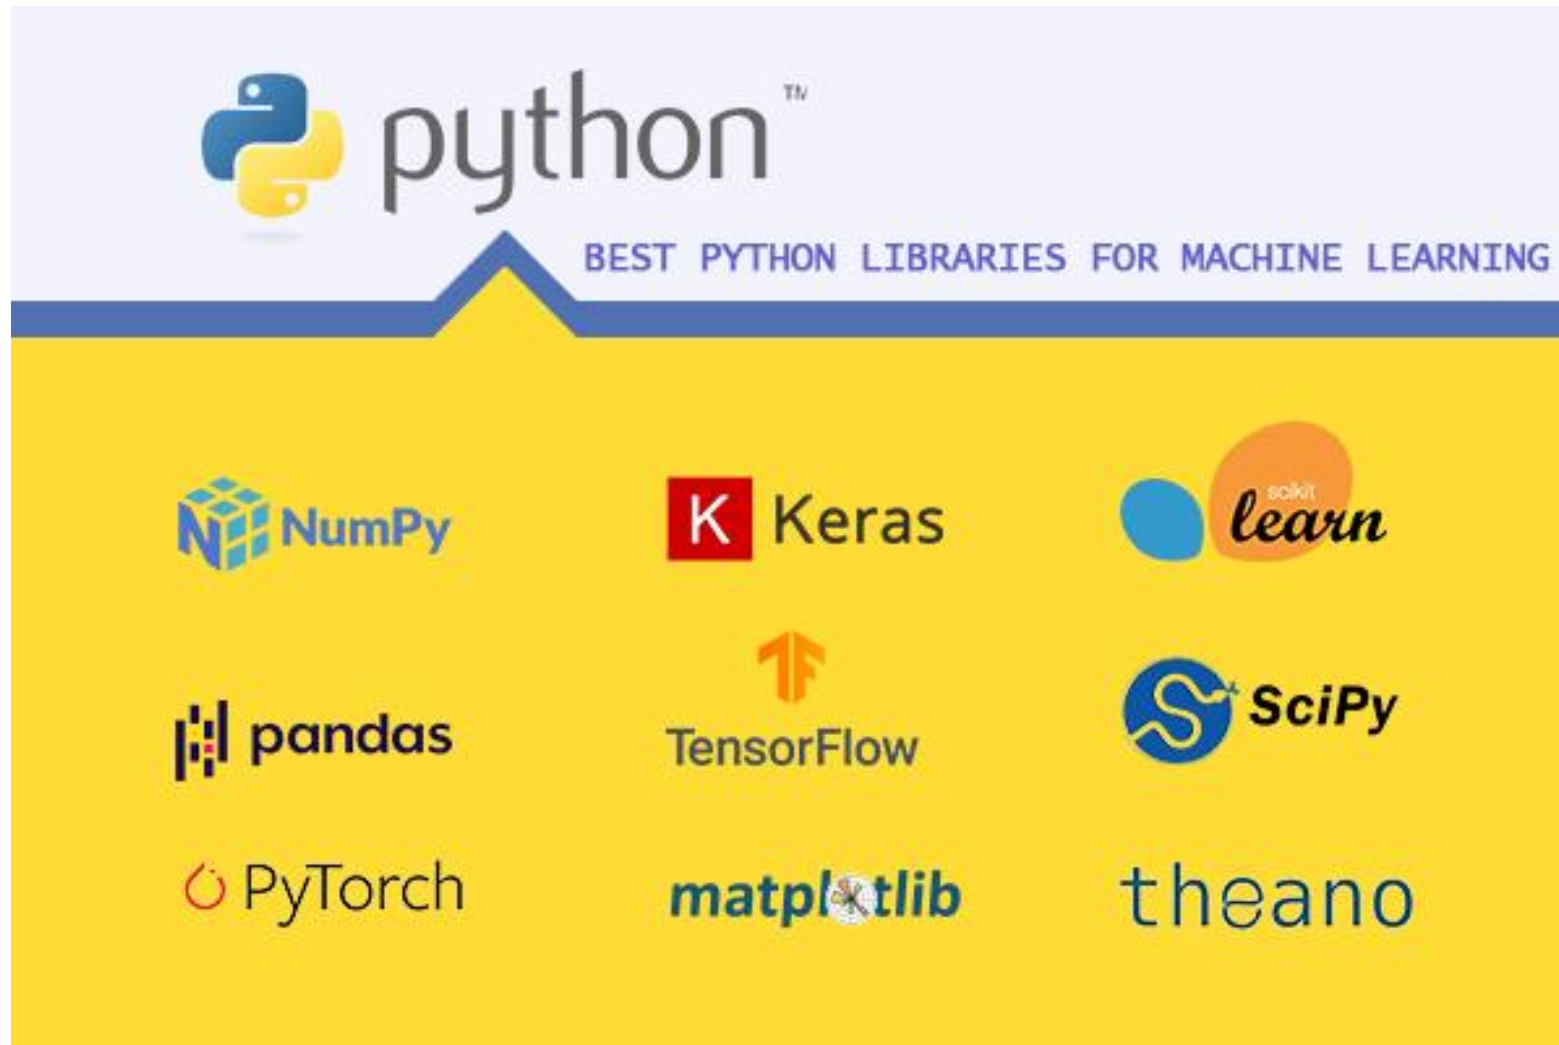 python™
BEST PYTHON LIBRARIES FOR MACHINE LEARNING
NumPy
K Keras
scikit
learn
pandas
TensorFlow
SciPy
PyTorch
matplotlib
theano